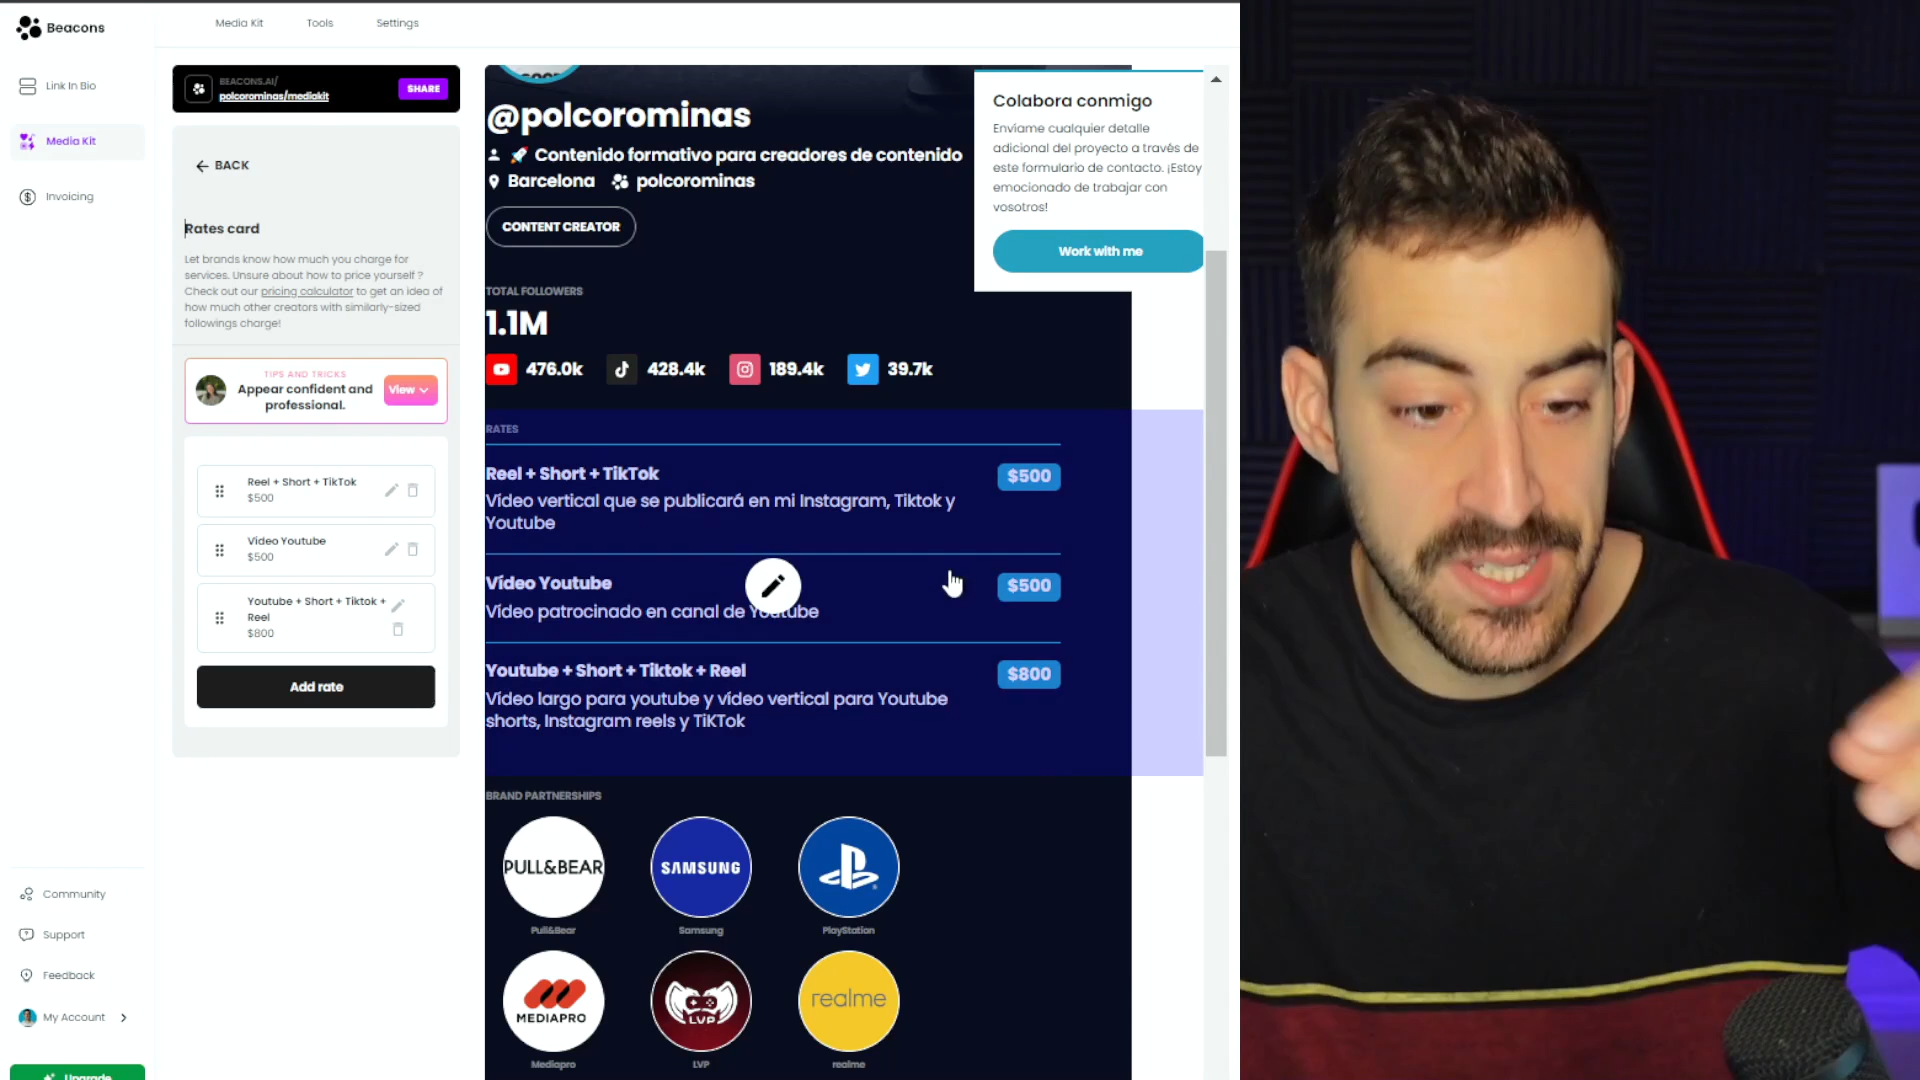 Beacons
Media Kit
Tools
Settings
Link In Bio
Media Kit
Invoicing
BEACONS.AI/
polcorominas/mediakit
SHARE
BACK
Rates card
Let brands know how much you charge for
services. Unsure about how to price yourself ?
Check out our pricing calculator to get an idea of
how much other creators with similarly-sized
followings charge!
TIPS AND TRICKS
Appear confident and
professional.
View
Reel + Short + TikTok
$500
Vídeo Youtube
$500
Youtube + Short + Tiktok +
Reel
$800
Add rate
Community
Support
Feedback
My Account
Upgrade
@polcorominas
🚀 Contenido formativo para creadores de contenido
Barcelona
polcorominas
CONTENT CREATOR
TOTAL FOLLOWERS
1.1M
476.0k
428.4k
189.4k
39.7k
RATES
Reel + Short + TikTok
$500
Vídeo vertical que se publicará en mi Instagram, Tiktok y
Youtube
Vídeo Youtube
$500
Vídeo patrocinado en canal de Youtube
Youtube + Short + Tiktok + Reel
$800
Vídeo largo para youtube y vídeo vertical para Youtube
shorts, Instagram reels y TiKTok
BRAND PARTNERSHIPS
PULL&BEAR
SAMSUNG
Pull&Bear
Samsung
PlayStation
MEDIAPRO
LVP
realme
Mediapro
LVP
realme
Colabora conmigo
Envíame cualquier detalle
adicional del proyecto a través de
este formulario de contacto. ¡Estoy
emocionado de trabajar con
vosotros!
Work with me